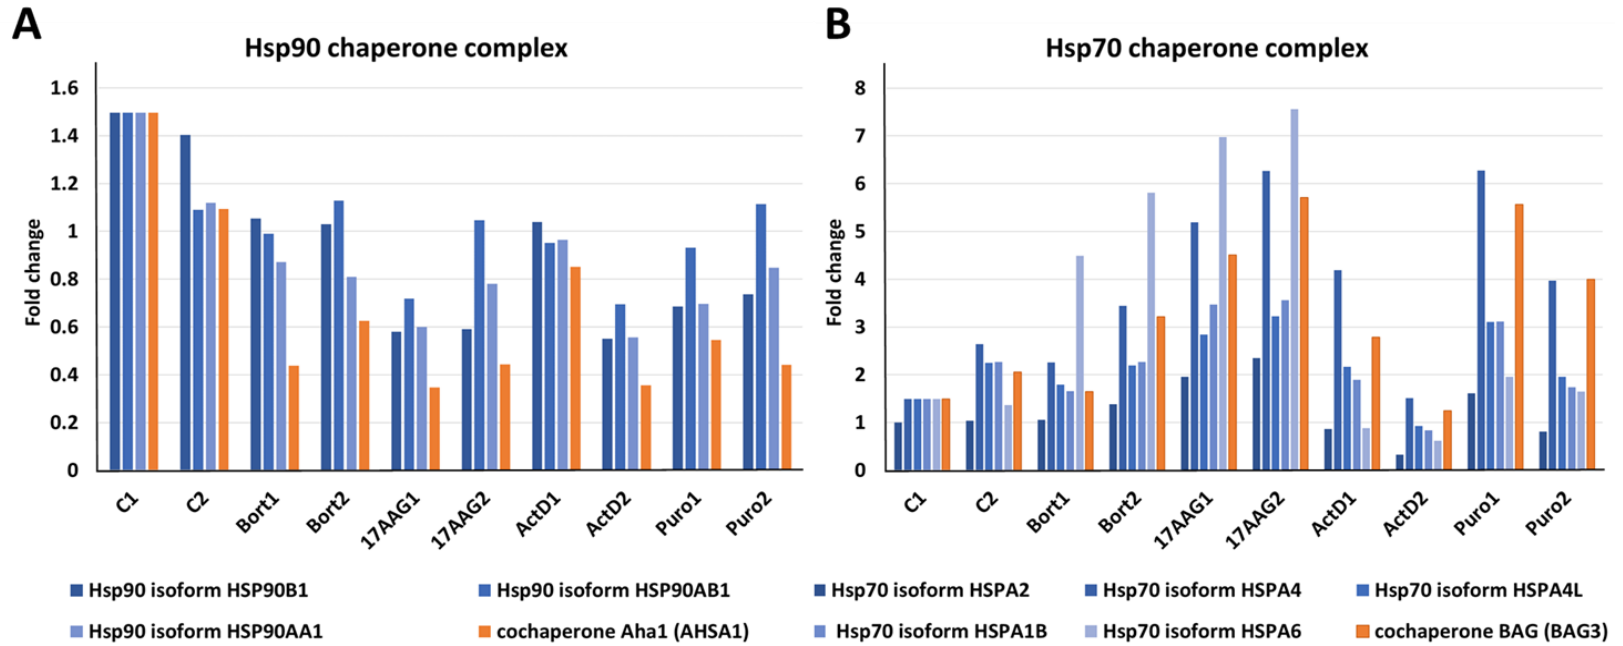 A
Hsp90 chaperone complex
Fold change
1.6
1.4
1.2
1
0.8
0.6
0.4
0.2
0
C1 C2 Bort1 Bort2 17AAG1 17AAG2 ActD1 ActD2 Puro1 Puro2
Hsp90 isoform HSP90B1 Hsp90 isoform HSP90AB1
Hsp90 isoform HSP90AA1 cochaperone Aha1 (AHSA1)
B
Hsp70 chaperone complex
Fold change
8
7
6
5
4
3
2
1
0
C1 C2 Bort1 Bort2 17AAG1 17AAG2 ActD1 ActD2 Puro1 Puro2
Hsp70 isoform HSPA2 Hsp70 isoform HSPA4 Hsp70 isoform HSPA4L
Hsp70 isoform HSPA1B Hsp70 isoform HSPA6 cochaperone BAG (BAG3)